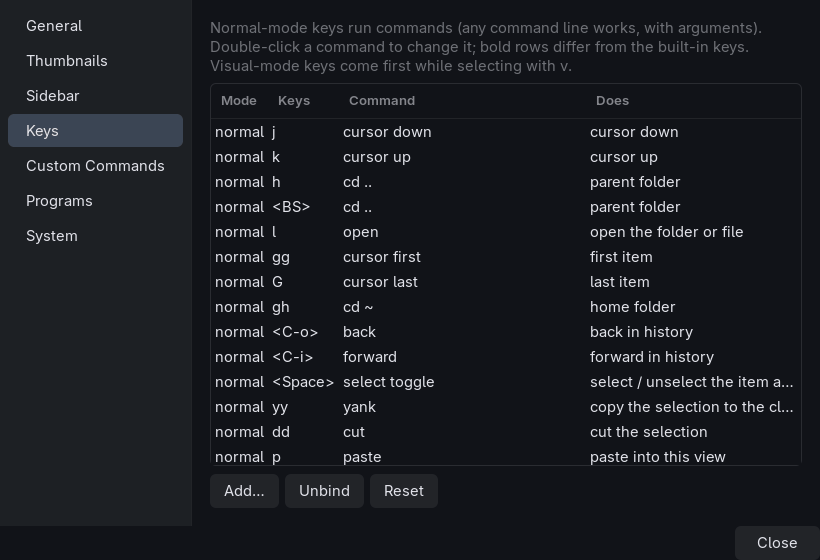 General
Thumbnails
Sidebar
Keys
Custom Commands
Programs
System
Normal-mode keys run commands (any command line works, with arguments).
Double-click a command to change it; bold rows differ from the built-in keys.
Visual-mode keys come first while selecting with v.
Mode Keys Command Does
normal j cursor down cursor down
normal k cursor up cursor up
normal h cd .. parent folder
normal <BS> cd .. parent folder
normal l open open the folder or file
normal gg cursor first first item
normal G cursor last last item
normal gh cd ~ home folder
normal <C-o> back back in history
normal <C-i> forward forward in history
normal <Space> select toggle select / unselect the item a...
normal yy yank copy the selection to the cl...
normal dd cut cut the selection
normal p paste paste into this view
Add... Unbind Reset
Close